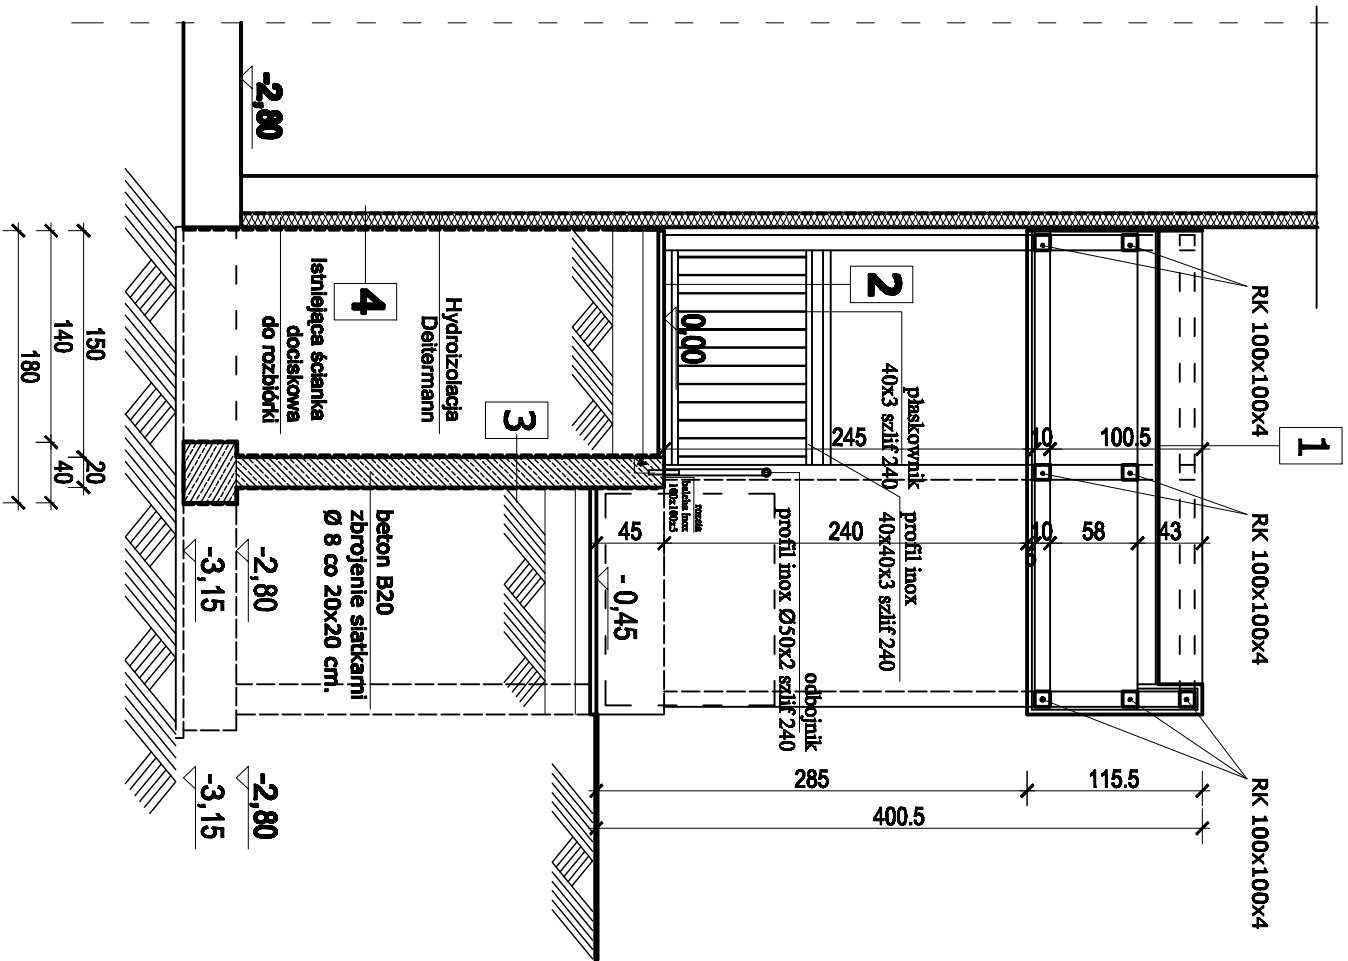 -2,80
RK 100x100x4
RK 100x100x4
RK 100x100x4
1
2
3
4
0,00
płaskownik
40x3 szlif 240
profil inox
40x40x3 szlif 240
odbojnik
profil inox Ø50x2 szlif 240
rozeta
100x100x5
Hydroizolacja
Deitermann
Istniejąca ścianka
dociskowa
do rozbiórki
beton B20
zbrojenie siatkami
Ø 8 co 20x20 cm.
245
10
100.5
45
240
10
58
43
285
115.5
400.5
- 0,45
-2,80
-3,15
-2,80
-3,15
150
20
140
40
180